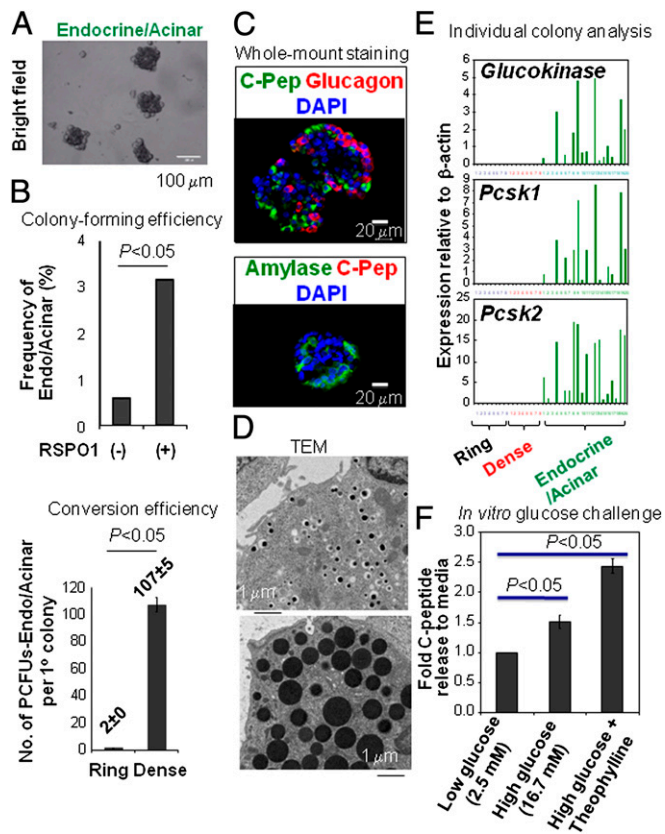 A
Endocrine/Acinar
Bright field
100 μm
B
Colony-forming efficiency
P<0.05
Frequency of
Endo/Acinar (%)
4
3
2
1
0
RSPO1 (-) (+)
Conversion efficiency
P<0.05
No. of PCFUs-Endo/Acinar
per 1º colony
120
100
80
60
40
20
0
2±0
107±5
Ring Dense
C
Whole-mount staining
C-Pep Glucagon
DAPI
20 μm
Amylase C-Pep
DAPI
20 μm
D
TEM
1 μm
1 μm
E
Individual colony analysis
Expression relative to β-actin
Glucokinase
6
5
4
3
2
1
0
Pcsk1
9
8
7
6
5
4
3
2
1
0
Pcsk2
25
20
15
10
5
0
Ring
Dense
Endocrine
/Acinar
F
In vitro glucose challenge
P<0.05
P<0.05
Fold C-peptide
release to media
3.0
2.5
2.0
1.5
1.0
0.5
0.0
Low glucose
(2.5 mM)
High glucose
(16.7 mM)
High glucose +
Theophylline